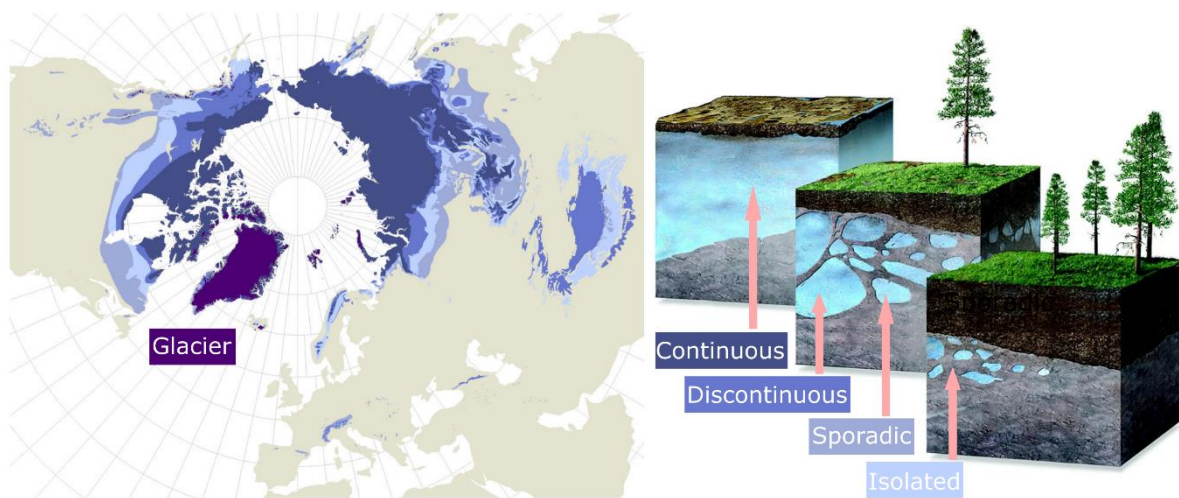 Glacier
Continuous
Discontinuous
Sporadic
Isolated